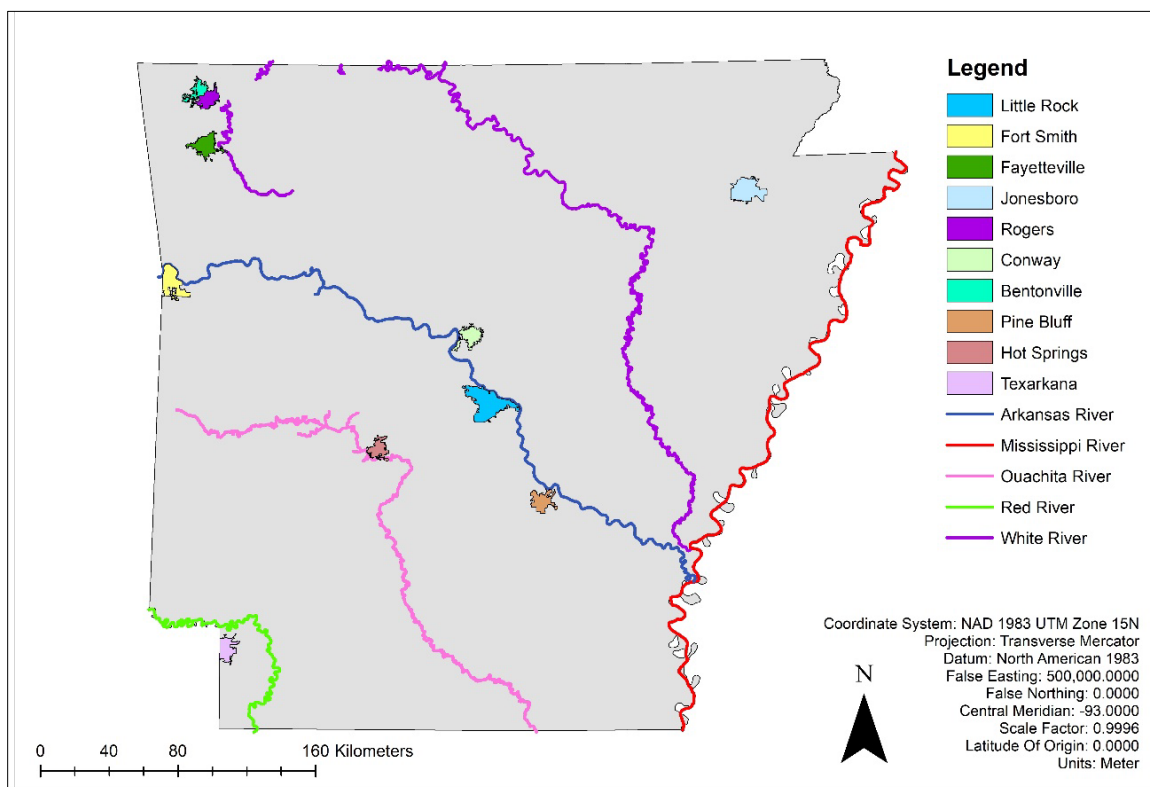 Legend
Little Rock
Fort Smith
Fayetteville
Jonesboro
Rogers
Conway
Bentonville
Pine Bluff
Hot Springs
Texarkana
Arkansas River
Mississippi River
Ouachita River
Red River
White River
Coordinate System: NAD 1983 UTM Zone 15N
Projection: Transverse Mercator
Datum: North American 1983
False Easting: 500,000.0000
False Northing: 0.0000
Central Meridian: -93.0000
Scale Factor: 0.9996
Latitude Of Origin: 0.0000
Units: Meter
N
0 40 80 160 Kilometers